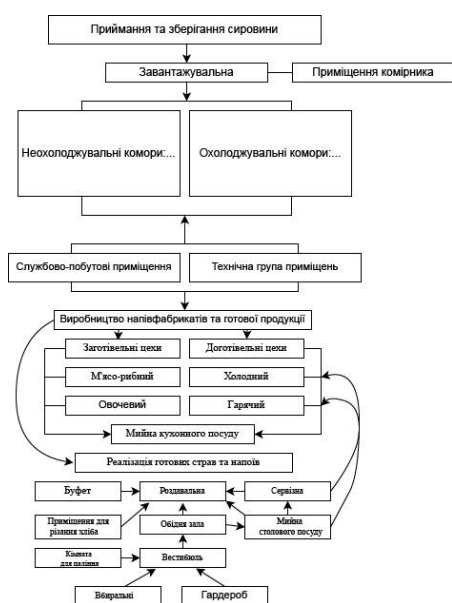 Приймання та зберігання сировини
Завантажувальна
Приміщення комірника
Неохолоджувальні комори:...
Охолоджувальні комори:...
Службово-побутові приміщення
Технічна група приміщень
Виробництво напівфабрикатів та готової продукції
Заготівельні цехи
Доготівельні цехи
М'ясо-рибний
Холодний
Овочевий
Гарячий
Мийна кухонного посуду
Реалізація готових страв та напоїв
Буфет
Роздавальна
Сервізна
Приміщення для
різання хліба
Обідня зала
Мийна
столового посуду
Кімната
для паління
Вестибюль
Вбиральні
Гардероб